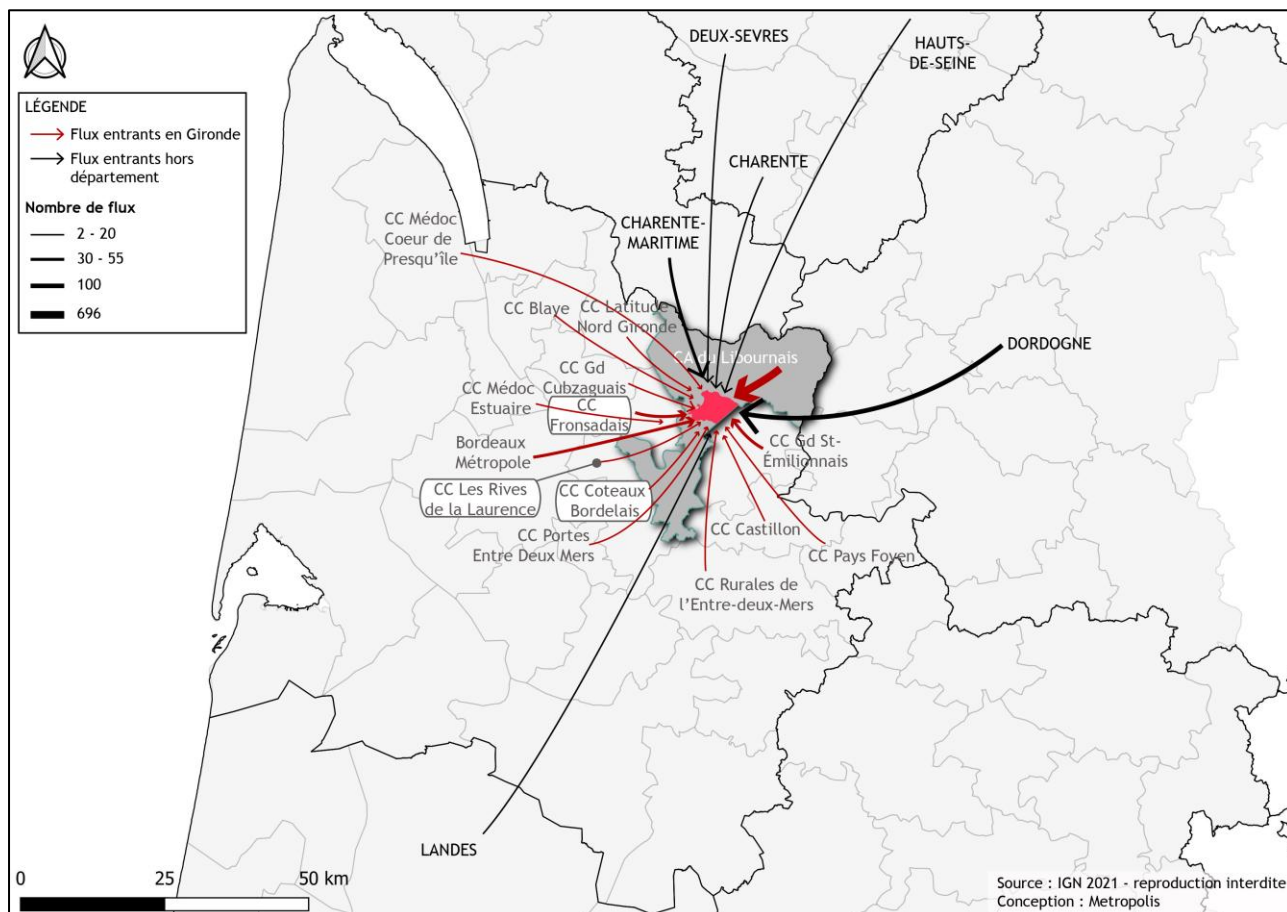 DEUX-SEVRES
HAUTS-
DE-SEINE
LÉGENDE
Flux entrants en Gironde
Flux entrants hors
département
Nombre de flux
2 - 20
30 - 55
100
696
CHARENTE
CHARENTE-
MARITIME
CC Médoc
Coeur de
Presqu'île
CC Blaye
CC Latitude
Nord Gironde
CA du Libournais
DORDOGNE
CC Gd
Cubzaguais
CC Médoc
Estuaire
CC
Fronsadais
Bordeaux
Métropole
CC Gd St-
Émilionnais
CC Les Rives
de la Laurence
CC Coteaux
Bordelais
CC Portes
Entre Deux Mers
CC Castillon
CC Pays Foyen
CC Rurales de
l'Entre-deux-Mers
LANDES
0 25 50 km
Source : IGN 2021 - reproduction interdite
Conception : Metropolis